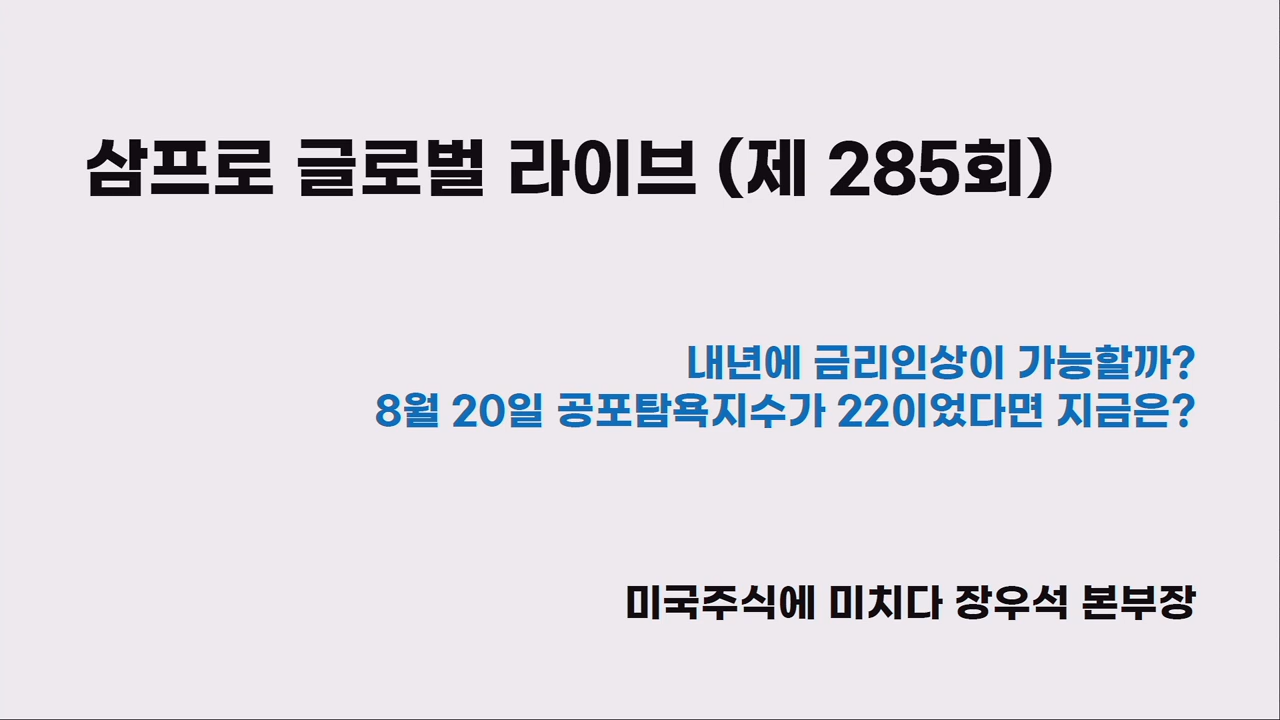 삼프로 글로벌 라이브 (제 285회)
내년에 금리인상이 가능할까?
8월 20일 공포탐욕지수가 22이었다면 지금은?
미국주식에 미치다 장우석 본부장